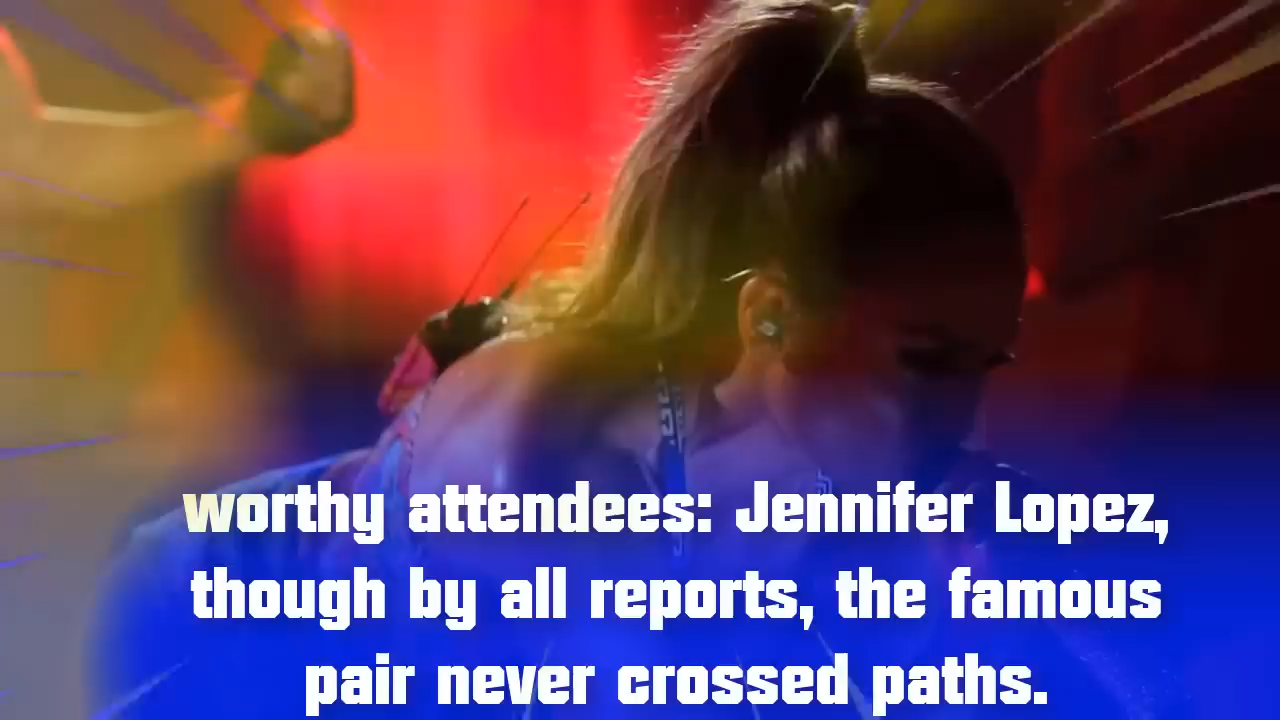 worthy attendees: Jennifer Lopez,
though by all reports, the famous
pair never crossed paths.